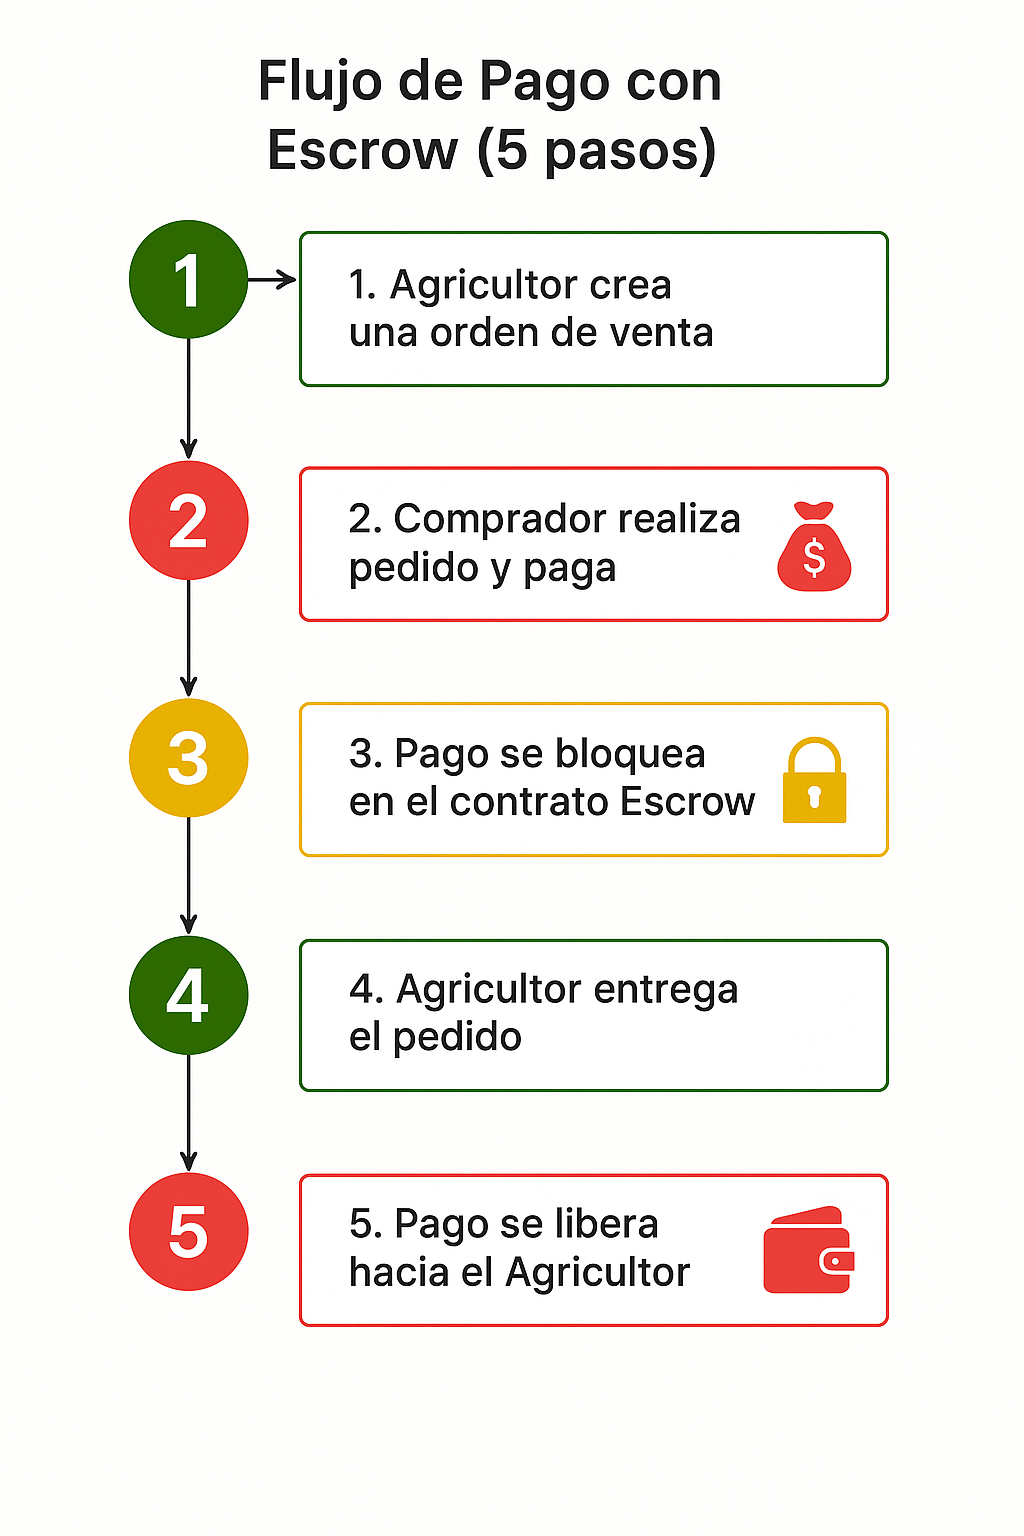 Flujo de Pago con
Escrow (5 pasos)
1
1. Agricultor crea
una orden de venta
2
2. Comprador realiza
pedido y paga
$
3
3. Pago se bloquea
en el contrato Escrow
4
4. Agricultor entrega
el pedido
5
5. Pago se libera
hacia el Agricultor